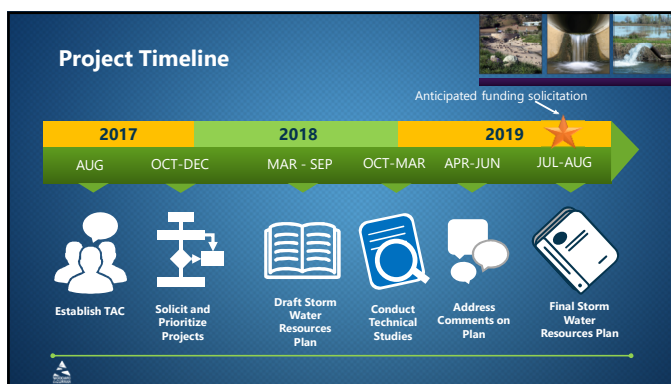 Project Timeline
Anticipated funding solicitation
2017
2018
2019
AUG
OCT-DEC
MAR - SEP
OCT-MAR
APR-JUN
JUL-AUG
Establish TAC
Solicit and
Prioritize
Projects
Draft Storm
Water
Resources
Plan
Conduct
Technical
Studies
Address
Comments on
Plan
Final Storm
Water
Resources Plan